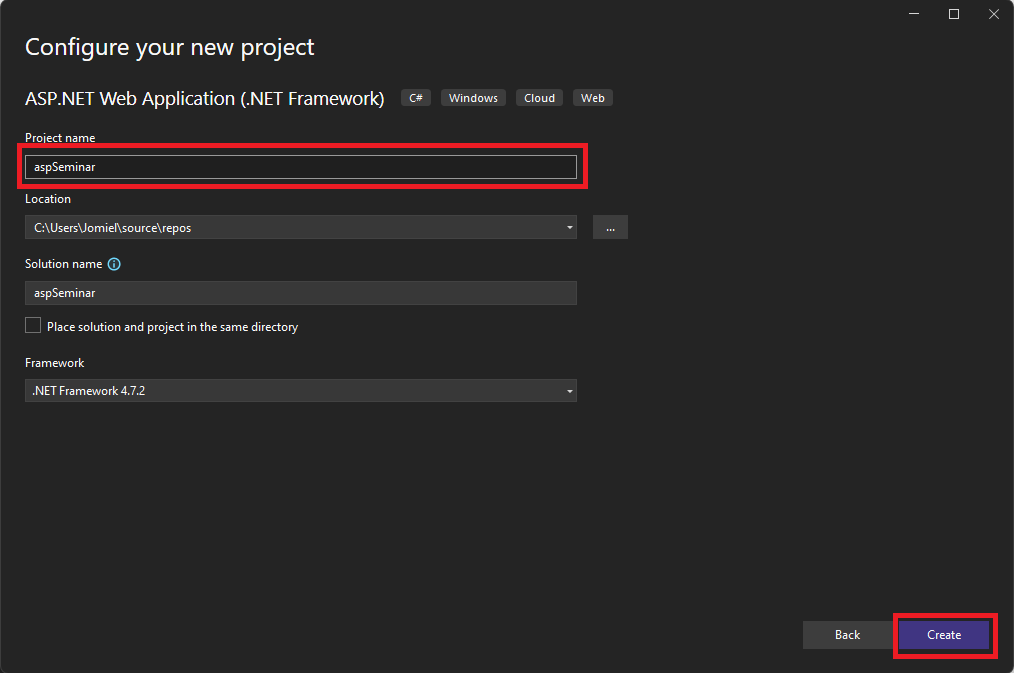 Configure your new project
ASP.NET Web Application (.NET Framework) C# Windows Cloud Web
Project name
aspSeminar
Location
C:\Users\Jomiel\source\repos
...
Solution name
aspSeminar
Place solution and project in the same directory
Framework
.NET Framework 4.7.2
Back Create